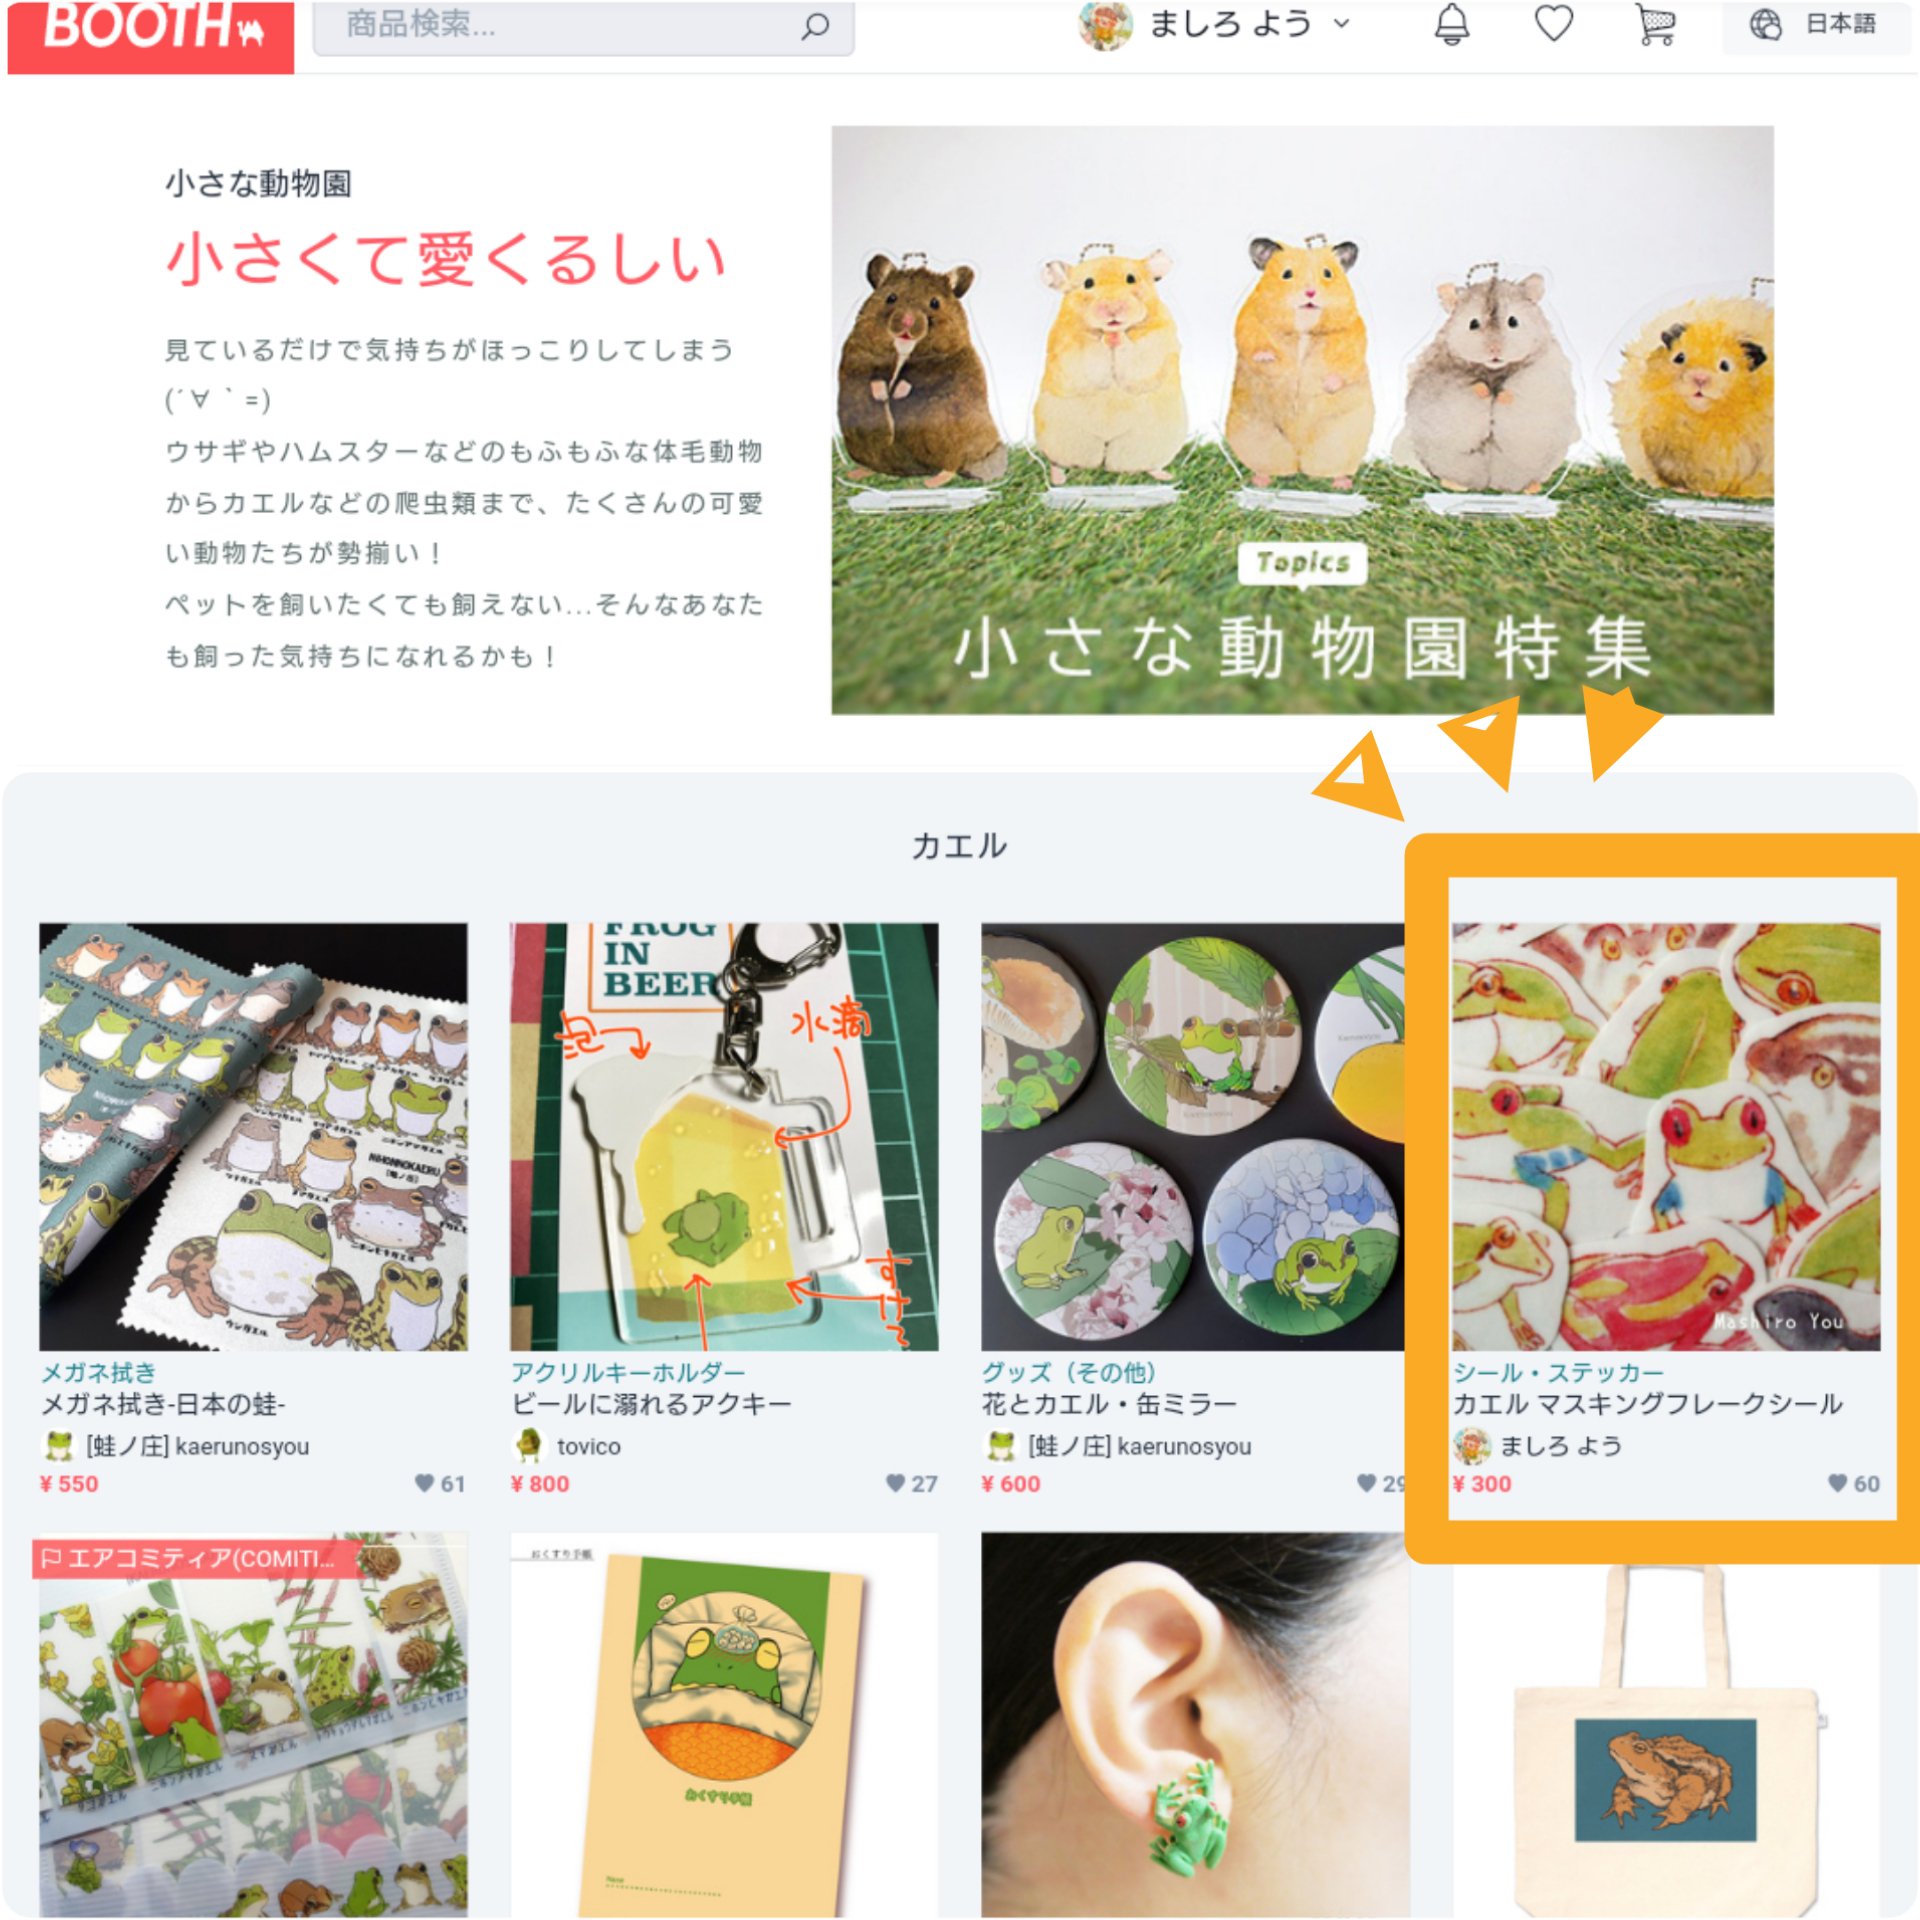 BOOTH
商品検索...
ましろ よう
日本語
小さな動物園
小さくて愛くるしい
見ているだけで気持ちがほっこりしてしまう
(´∀｀=)
ウサギやハムスターなどのもふもふな体毛動物
からカエルなどの爬虫類まで、たくさんの可愛
い動物たちが勢揃い！
ペットを飼いたくても飼えない...そんなあなた
も飼った気持ちになれるかも！
Topics
小さな動物園特集
カエル
NIHONNOKAERU
ウシガエル
FROG
IN
BEER
泡
水滴
すけ
Mashiro You
メガネ拭き
メガネ拭き-日本の蛙-
[蛙ノ庄] kaerunosyou
¥ 550
61
アクリルキーホルダー
ビールに溺れるアクキー
tovico
¥ 800
27
グッズ（その他）
花とカエル・缶ミラー
[蛙ノ庄] kaerunosyou
¥ 600
29
シール・ステッカー
カエル マスキングフレークシール
ましろ よう
¥ 300
60
エアコミティア(COMITI...
おくすり手帳
おくすり手帳
Name